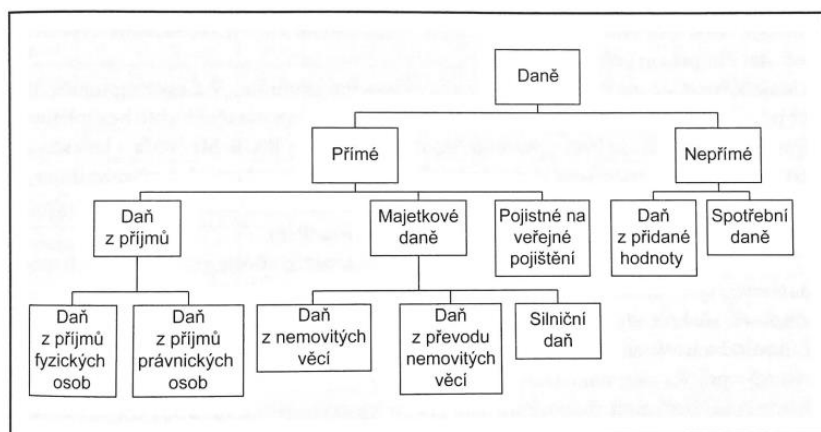 Daně
Přímé
Nepřímé
Daň
z příjmů
Majetkové
daně
Pojistné na
veřejné
pojištění
Daň
z přidané
hodnoty
Spotřební
daně
Daň
z příjmů
fyzických
osob
Daň
z příjmů
právnických
osob
Daň
z nemovitých
věcí
Daň
z převodu
nemovitých
věcí
Silniční
daň